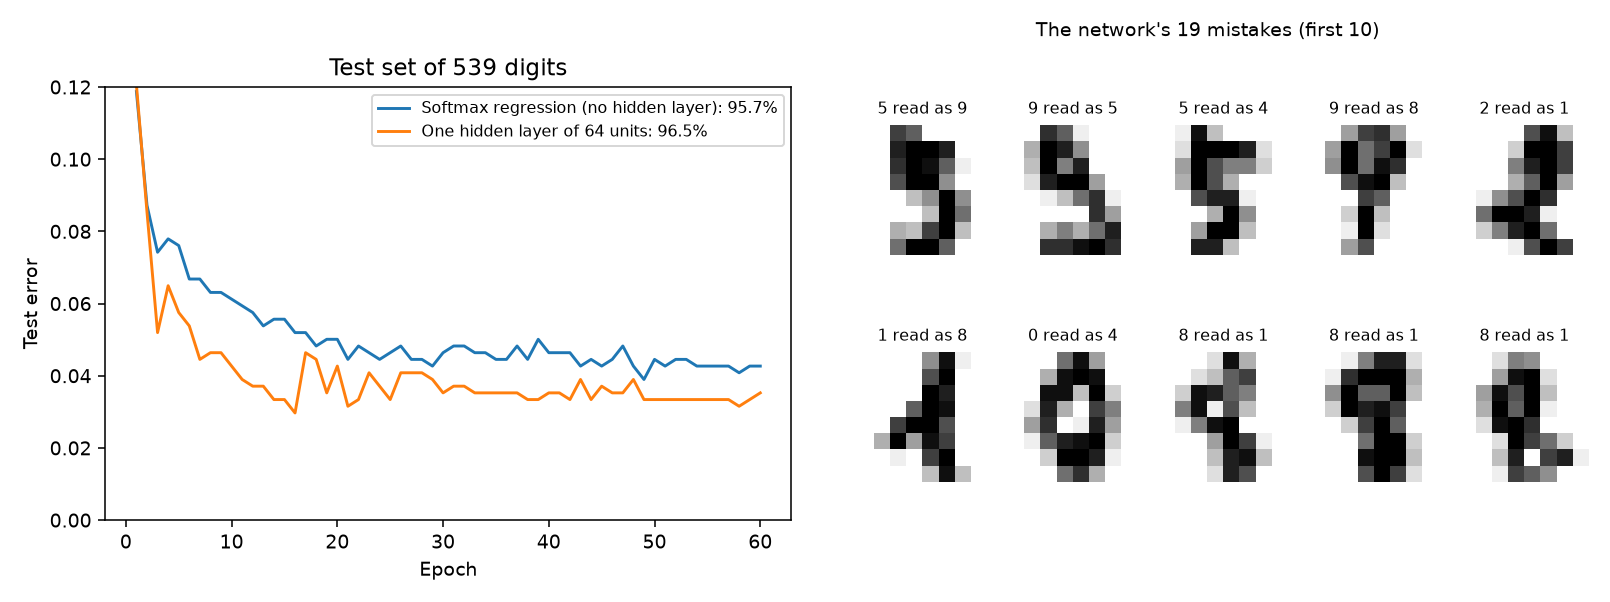 Test set of 539 digits
0.12
0.10
0.08
0.06
0.04
0.02
0.00
Test error
0
10
20
30
40
50
60
Epoch
Softmax regression (no hidden layer): 95.7%
One hidden layer of 64 units: 96.5%
The network's 19 mistakes (first 10)
5 read as 9
9 read as 5
5 read as 4
9 read as 8
2 read as 1
1 read as 8
0 read as 4
8 read as 1
8 read as 1
8 read as 1